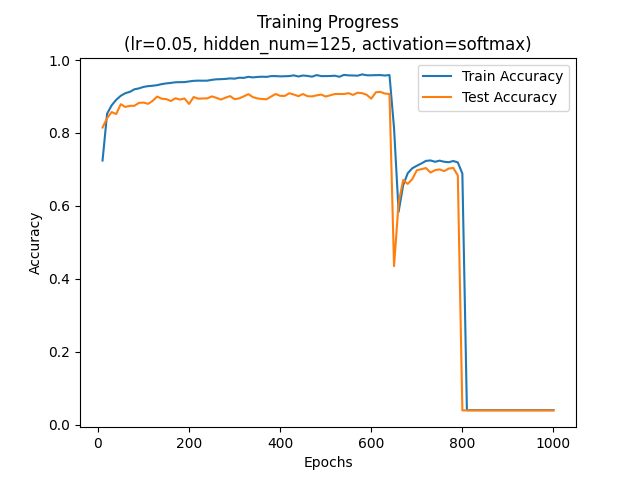 Training Progress
(lr=0.05, hidden_num=125, activation=softmax)
Train Accuracy
Test Accuracy
1.0
0.8
0.6
0.4
0.2
0.0
Accuracy
0 200 400 600 800 1000
Epochs